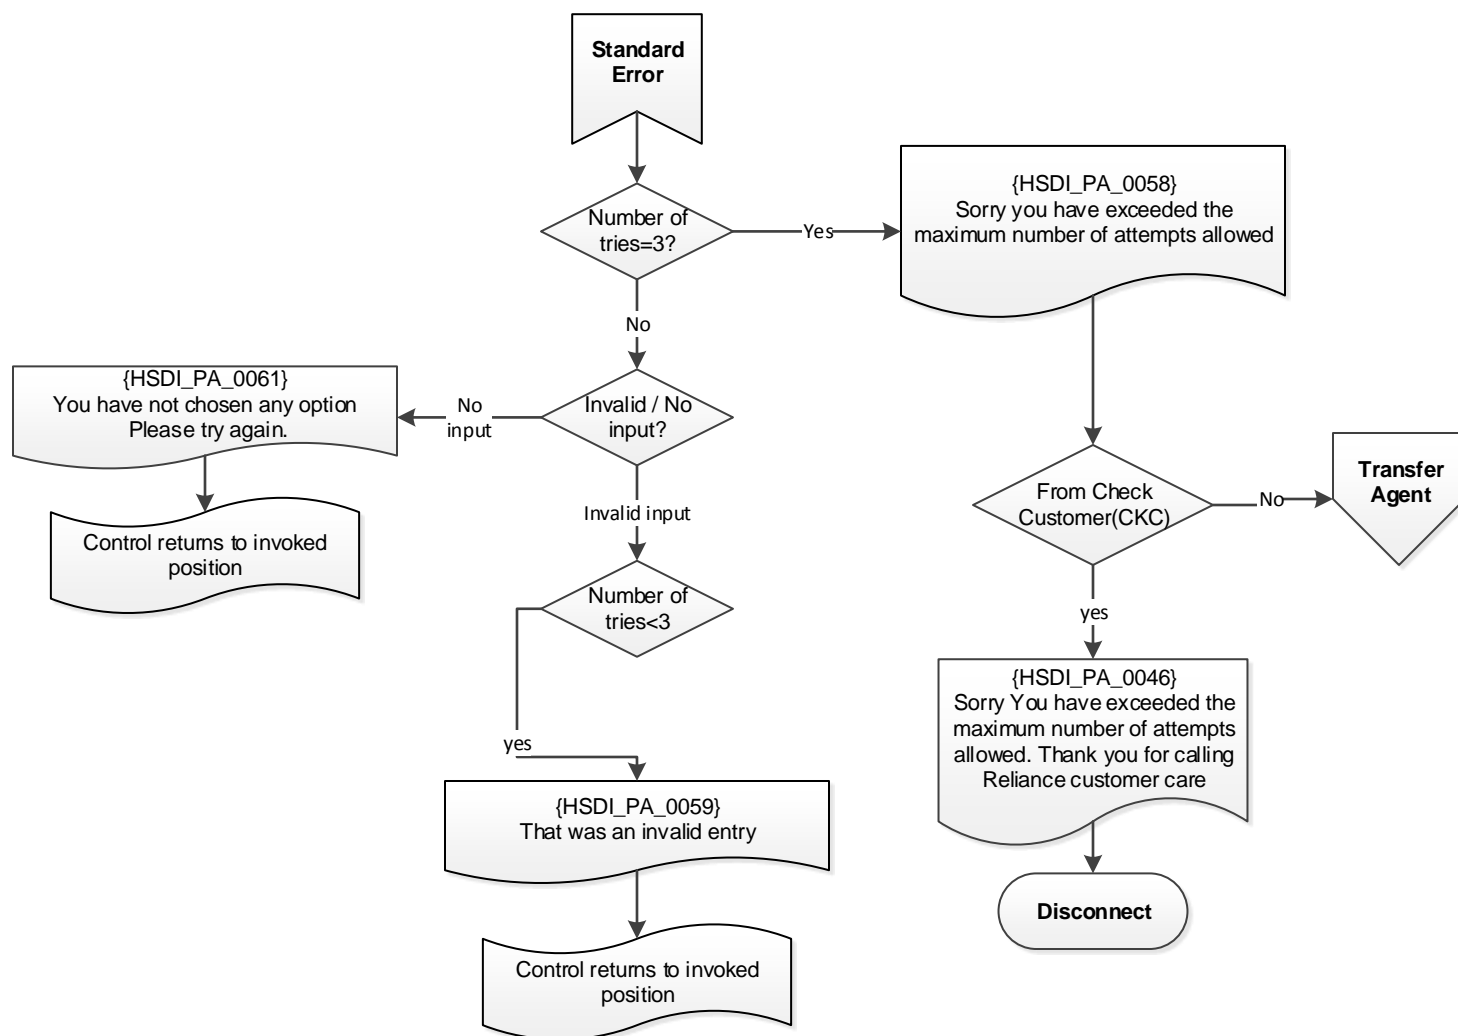 Standard
Error
Number of
tries=3?
Yes
{HSDI_PA_0058}
Sorry you have exceeded the
maximum number of attempts allowed
No
{HSDI_PA_0061}
You have not chosen any option
Please try again.
No
input
Invalid / No
input?
Control returns to invoked
position
Invalid input
Number of
tries<3
yes
{HSDI_PA_0059}
That was an invalid entry
Control returns to invoked
position
From Check
Customer(CKC)
No
Transfer
Agent
yes
{HSDI_PA_0046}
Sorry You have exceeded the
maximum number of attempts
allowed. Thank you for calling
Reliance customer care
Disconnect